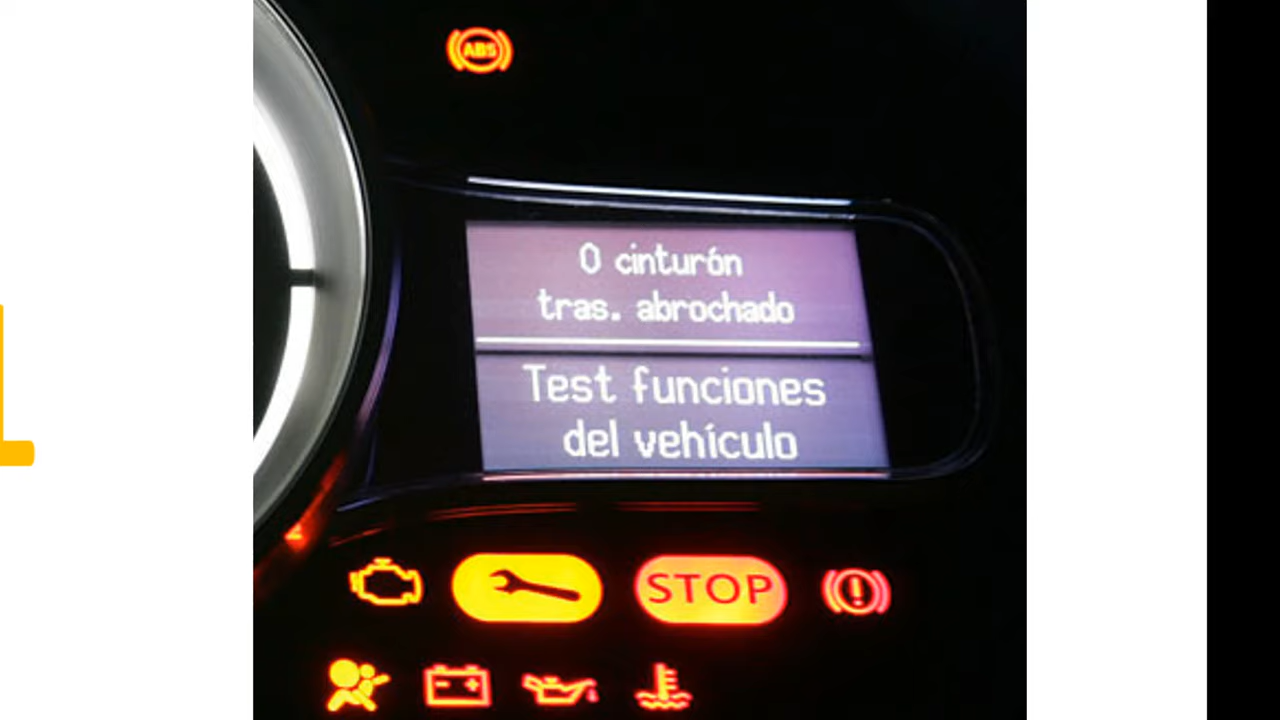 ABS
0 cinturón
tras. abrochado
Test funciones
del vehículo
STOP